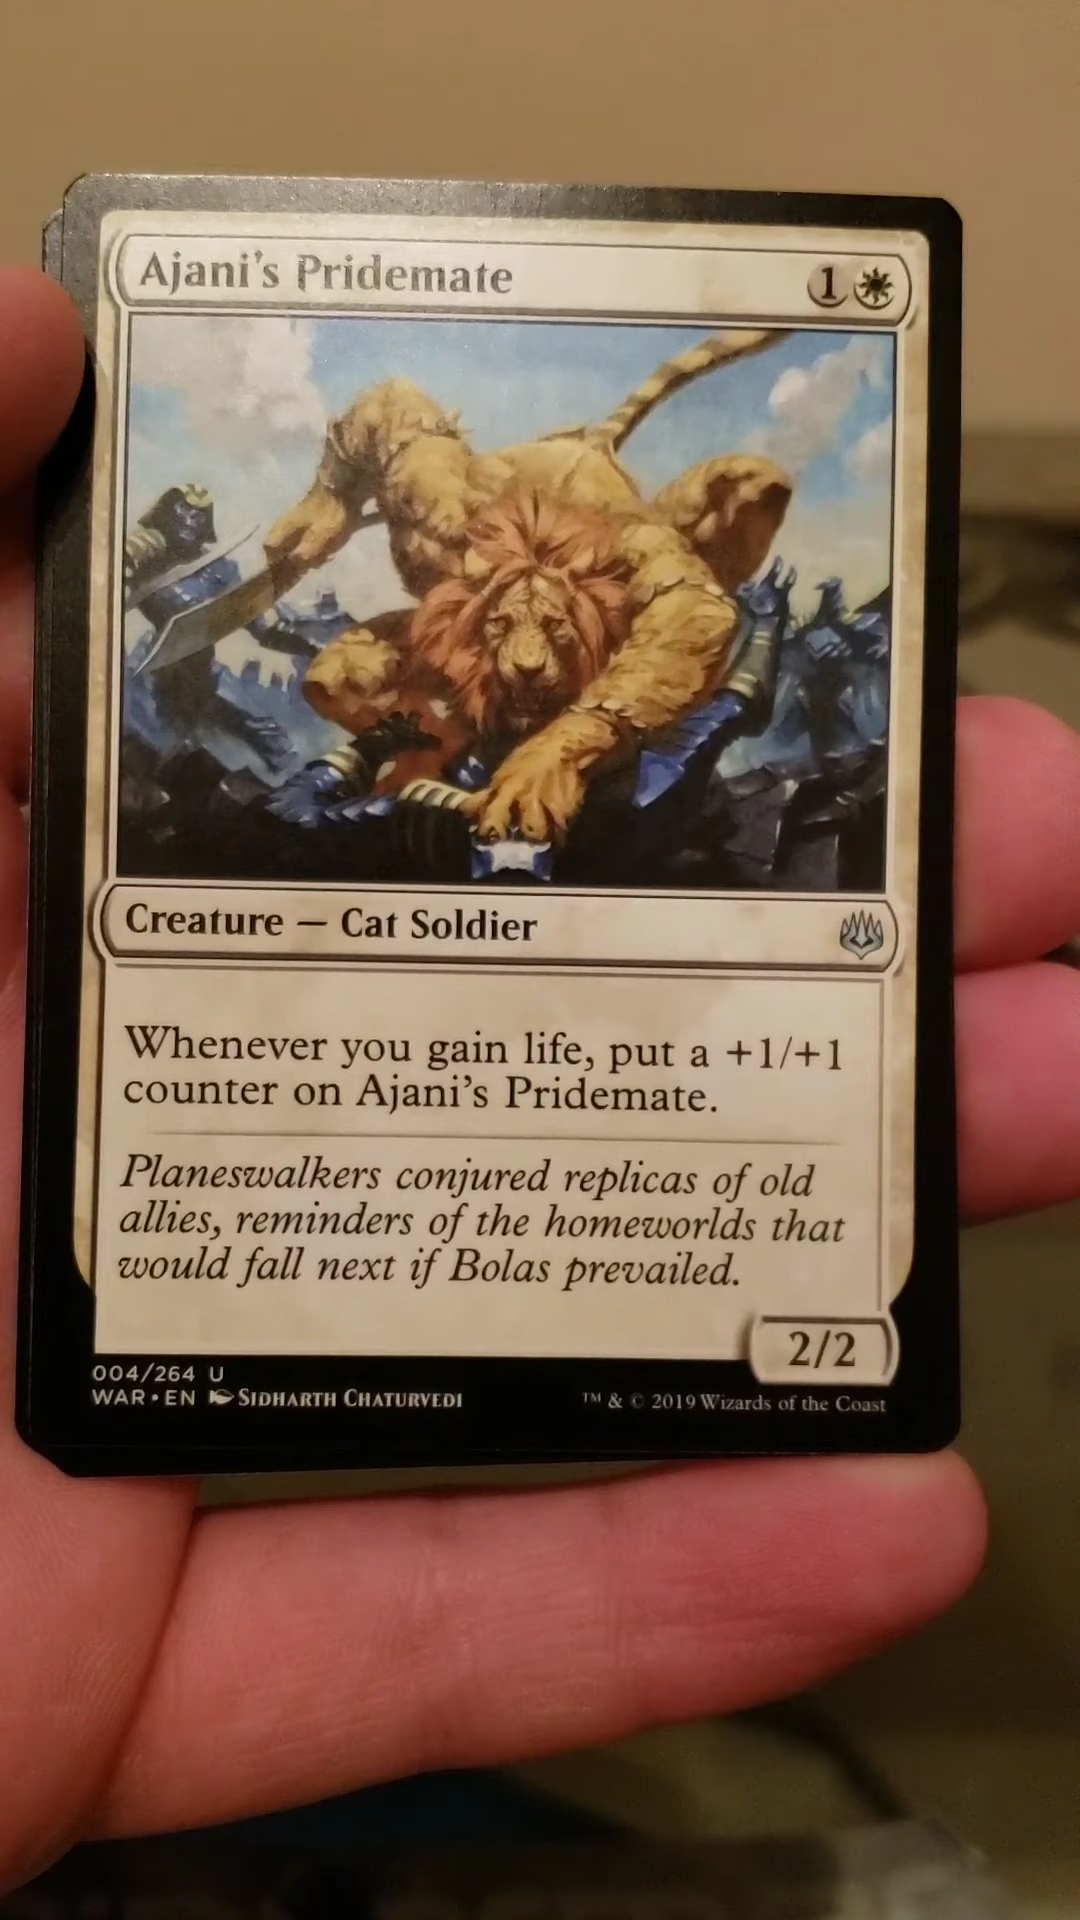 Ajani's Pridemate 1
Creature — Cat Soldier
Whenever you gain life, put a +1/+1
counter on Ajani's Pridemate.
Planeswalkers conjured replicas of old
allies, reminders of the homeworlds that
would fall next if Bolas prevailed.
2/2
004/264 U
WAR • EN SIDHARTH CHATURVEDI
™ & © 2019 Wizards of the Coast